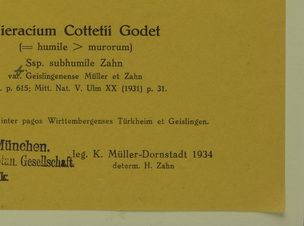 ieracium Cottetii Godet
(= humile > murorum)
Ssp. subhumile Zahn
var. Geislingenense Müller et Zahn
. p. 615; Mitt. Nat. V. Ulm XX (1931) p. 31.
inter pagos Wirttembergenses Türkheim et Geislingen.
München.
tan. Gesellschaft. leg. K. Müller-Dornstadt 1934
determ. H. Zahn